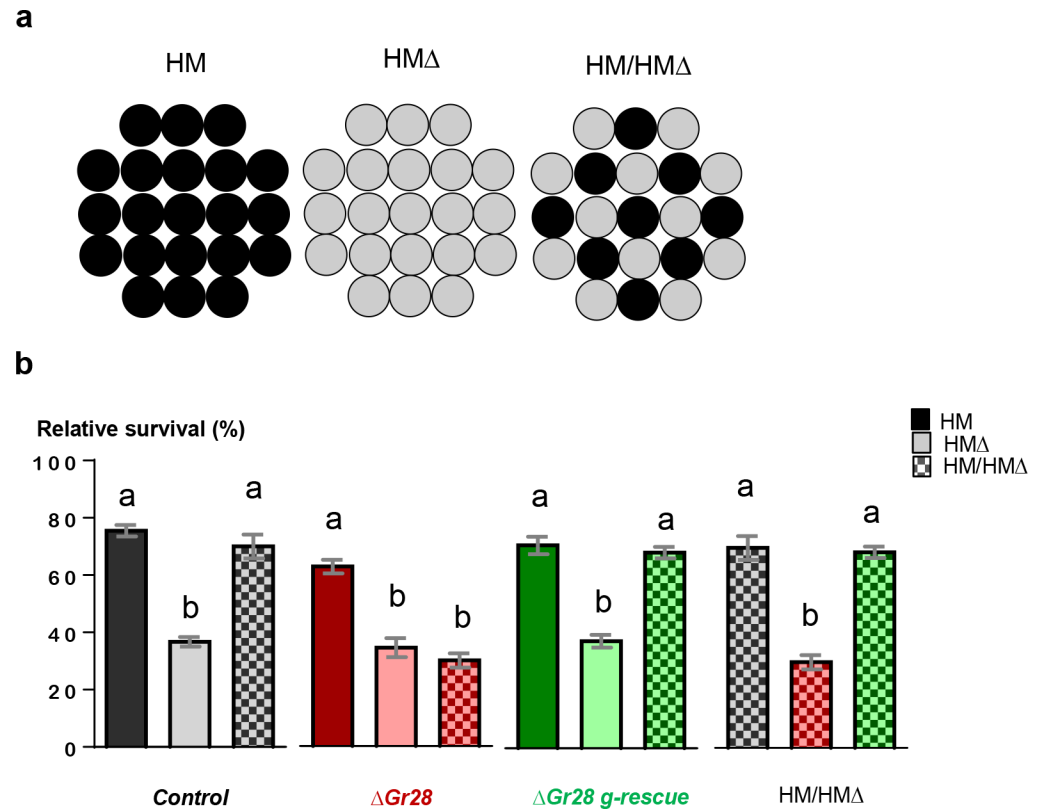 a
HM
HMΔ
HM/HMΔ
b
Relative survival (%)
HM
HMΔ
HM/HMΔ
100
80
60
40
20
0
a
b
a
a
b
b
a
b
a
a
b
a
Control
ΔGr28
ΔGr28 g-rescue
HM/HMΔ